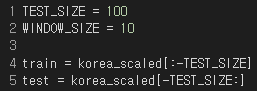 1 TEST_SIZE = 100
2 WINDOW_SIZE = 10
3
4 train = korea_scaled[:-TEST_SIZE]
5 test = korea_scaled[-TEST_SIZE:]